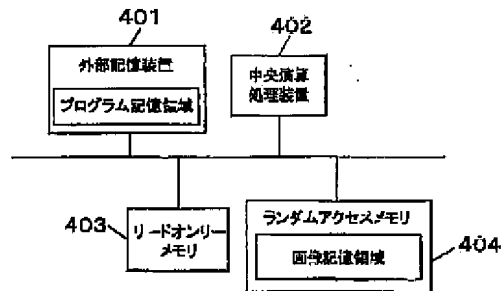 401
402
外部記憶装置
プログラム記憶領域
中央演算
処理装置
403
リードオンリー
メモリ
ランダムアクセスメモリ
画像記憶領域
404